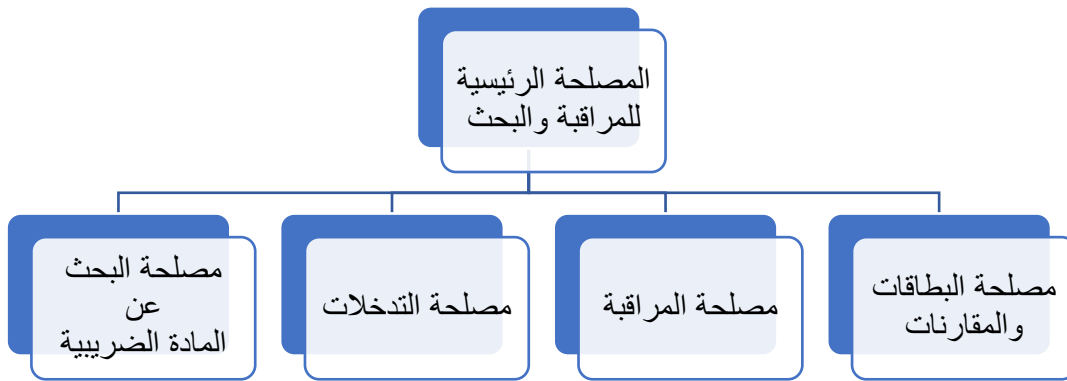 المصلحة الرئيسية
للمراقبة والبحث
مصلحة البطاقات
والمقارنات
مصلحة المراقبة
مصلحة التدخلات
مصلحة البحث
عن
المادة الضريبية